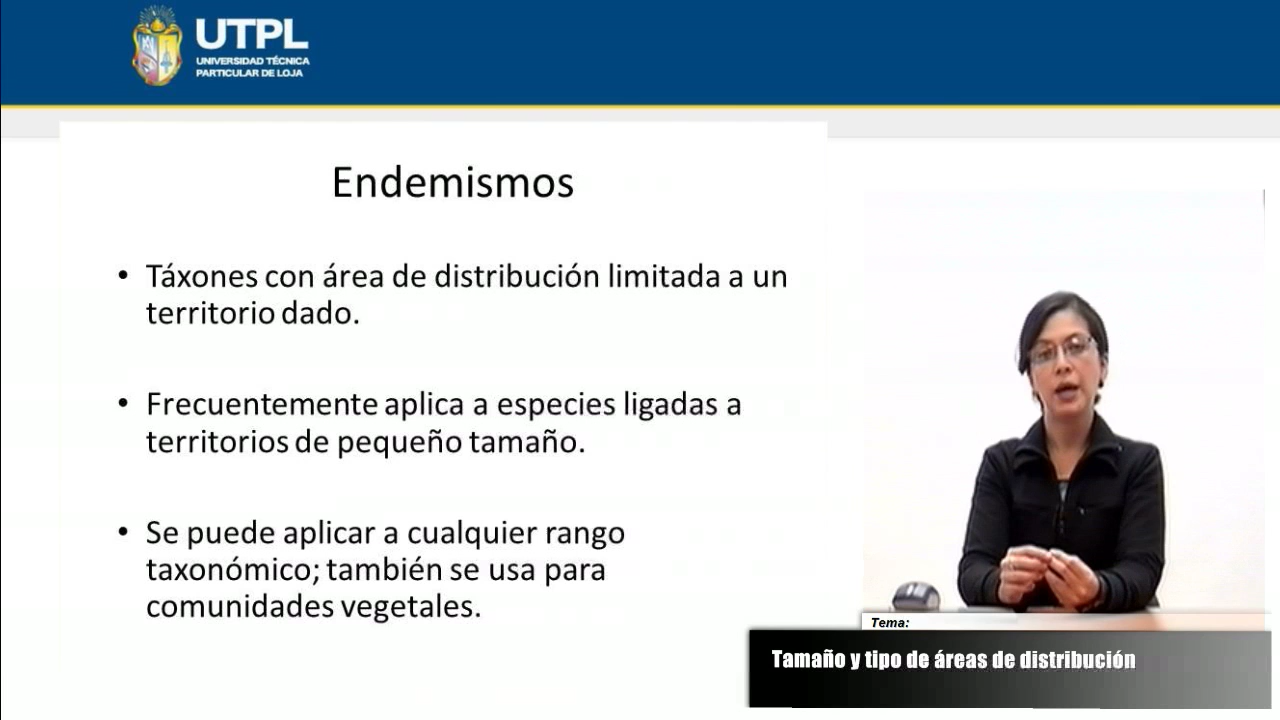 UTPL
UNIVERSIDAD TÉCNICA
PARTICULAR DE LOJA
Endemismos
• Táxones con área de distribución limitada a un
territorio dado.
• Frecuentemente aplica a especies ligadas a
territorios de pequeño tamaño.
• Se puede aplicar a cualquier rango
taxonómico; también se usa para
comunidades vegetales.
Tema:
Tamaño y tipo de áreas de distribución